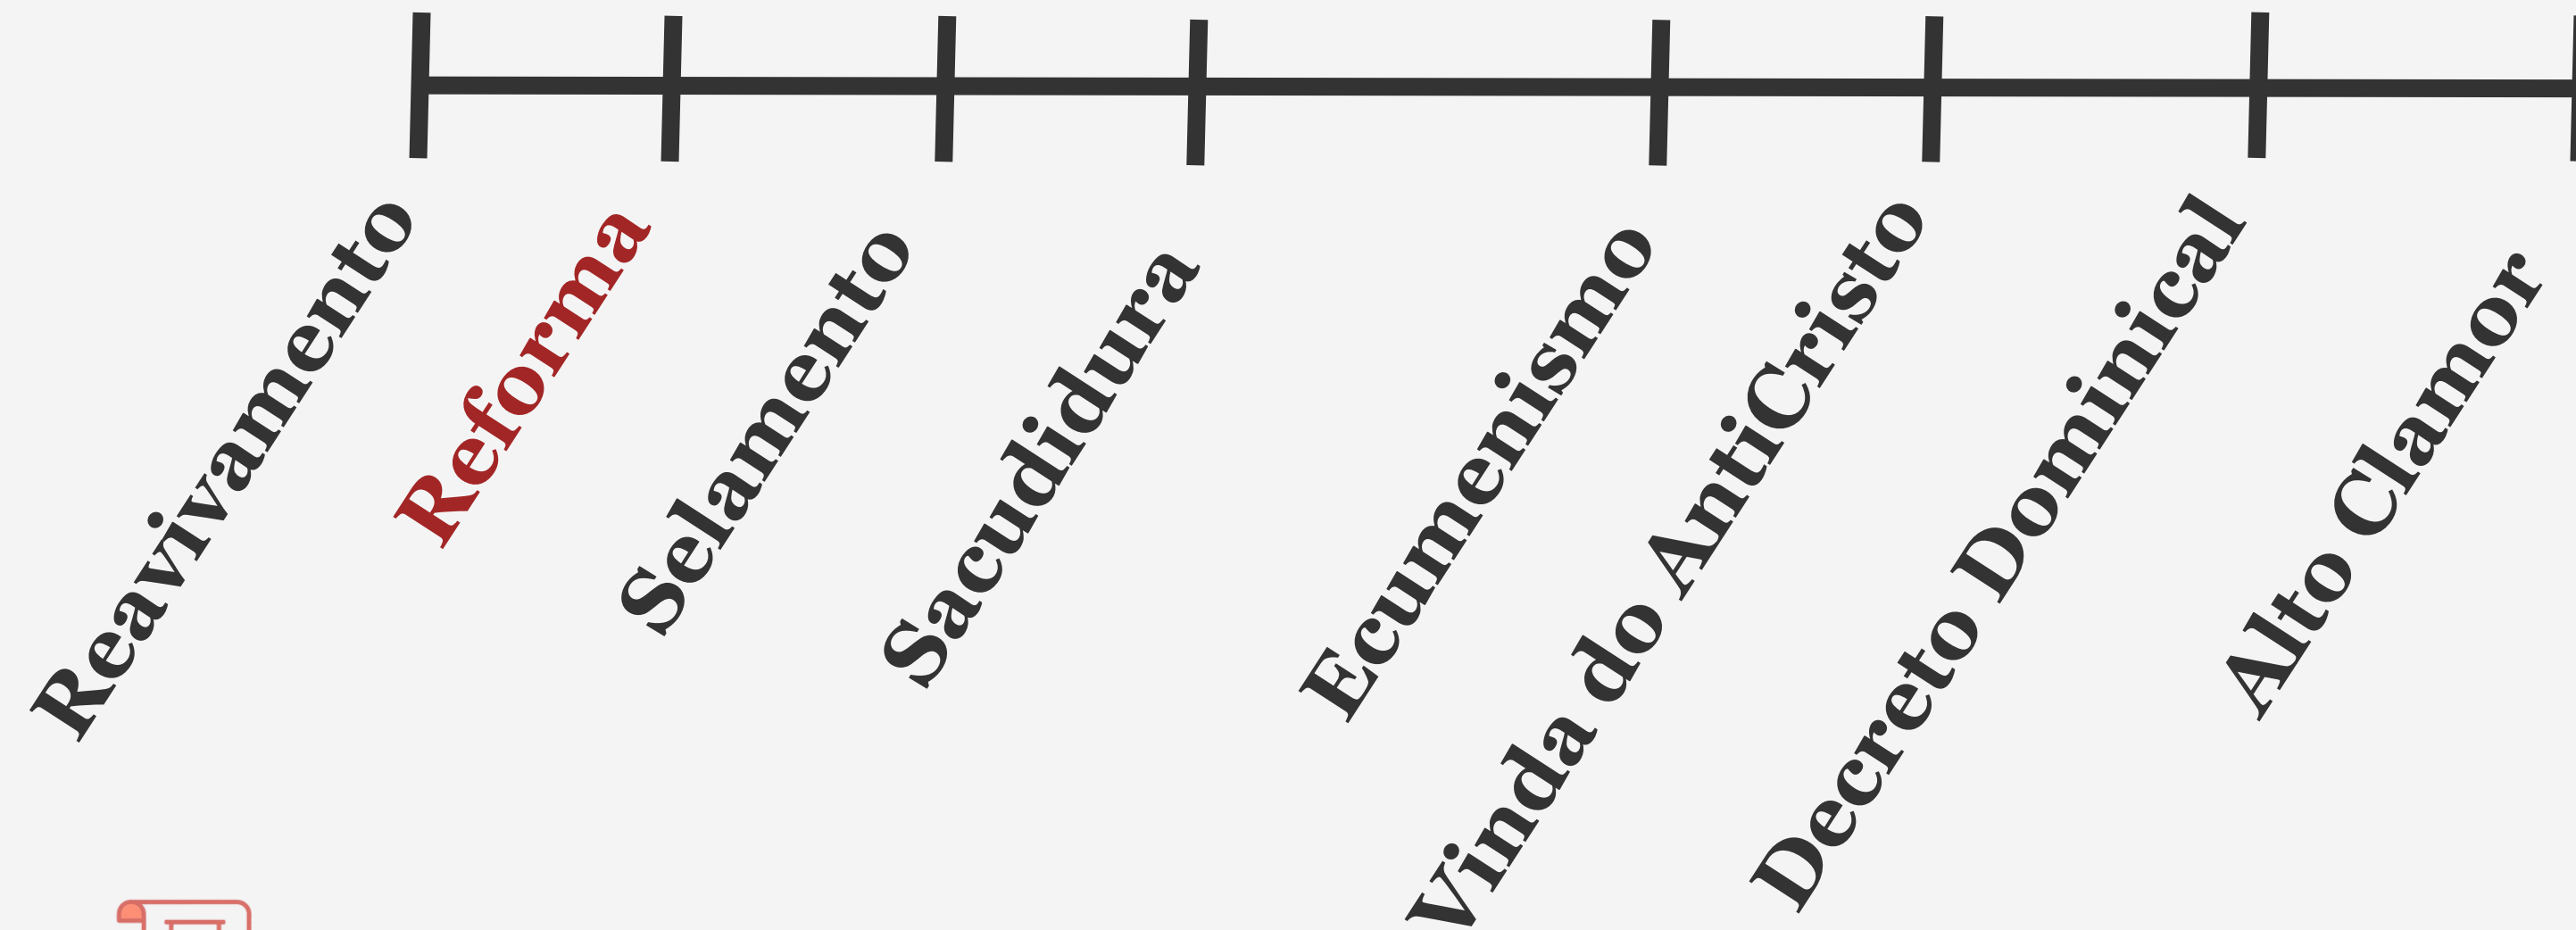 Reavivamento
Reforma
Selamento
Sacudidura
Ecumenismo
Vinda do AntiCristo
Decreto Dominical
Alto Clamor